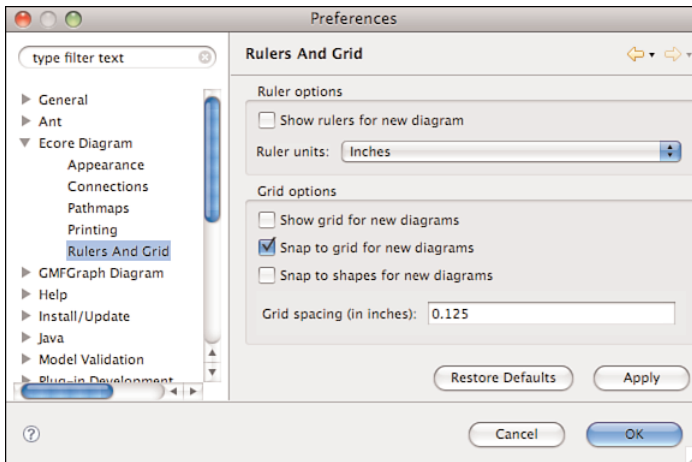 Preferences
type filter text
General
Ant
Ecore Diagram
Appearance
Connections
Pathmaps
Printing
Rulers And Grid
GMFGraph Diagram
Help
Install/Update
Java
Model Validation
Plug-in Development
Rulers And Grid
Ruler options
Show rulers for new diagram
Ruler units: Inches
Grid options
Show grid for new diagrams
Snap to grid for new diagrams
Snap to shapes for new diagrams
Grid spacing (in inches): 0.125
Restore Defaults Apply
? Cancel OK